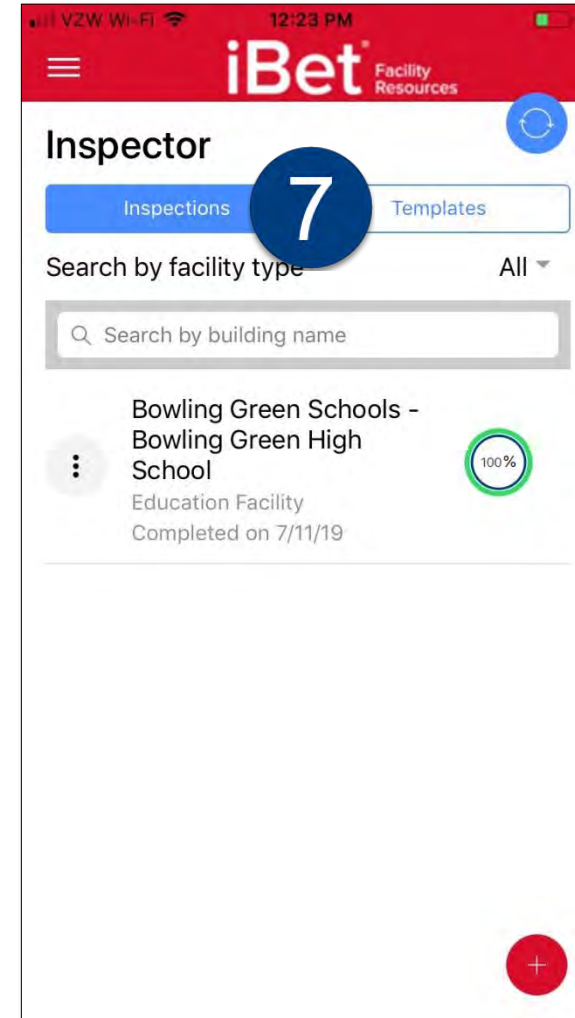 VZW Wi-Fi 12:23 PM
iBet Facility
Resources
Inspector
Inspections 7 Templates
Search by facility type All
Search by building name
Bowling Green Schools -
Bowling Green High
School
100%
Education Facility
Completed on 7/11/19
+